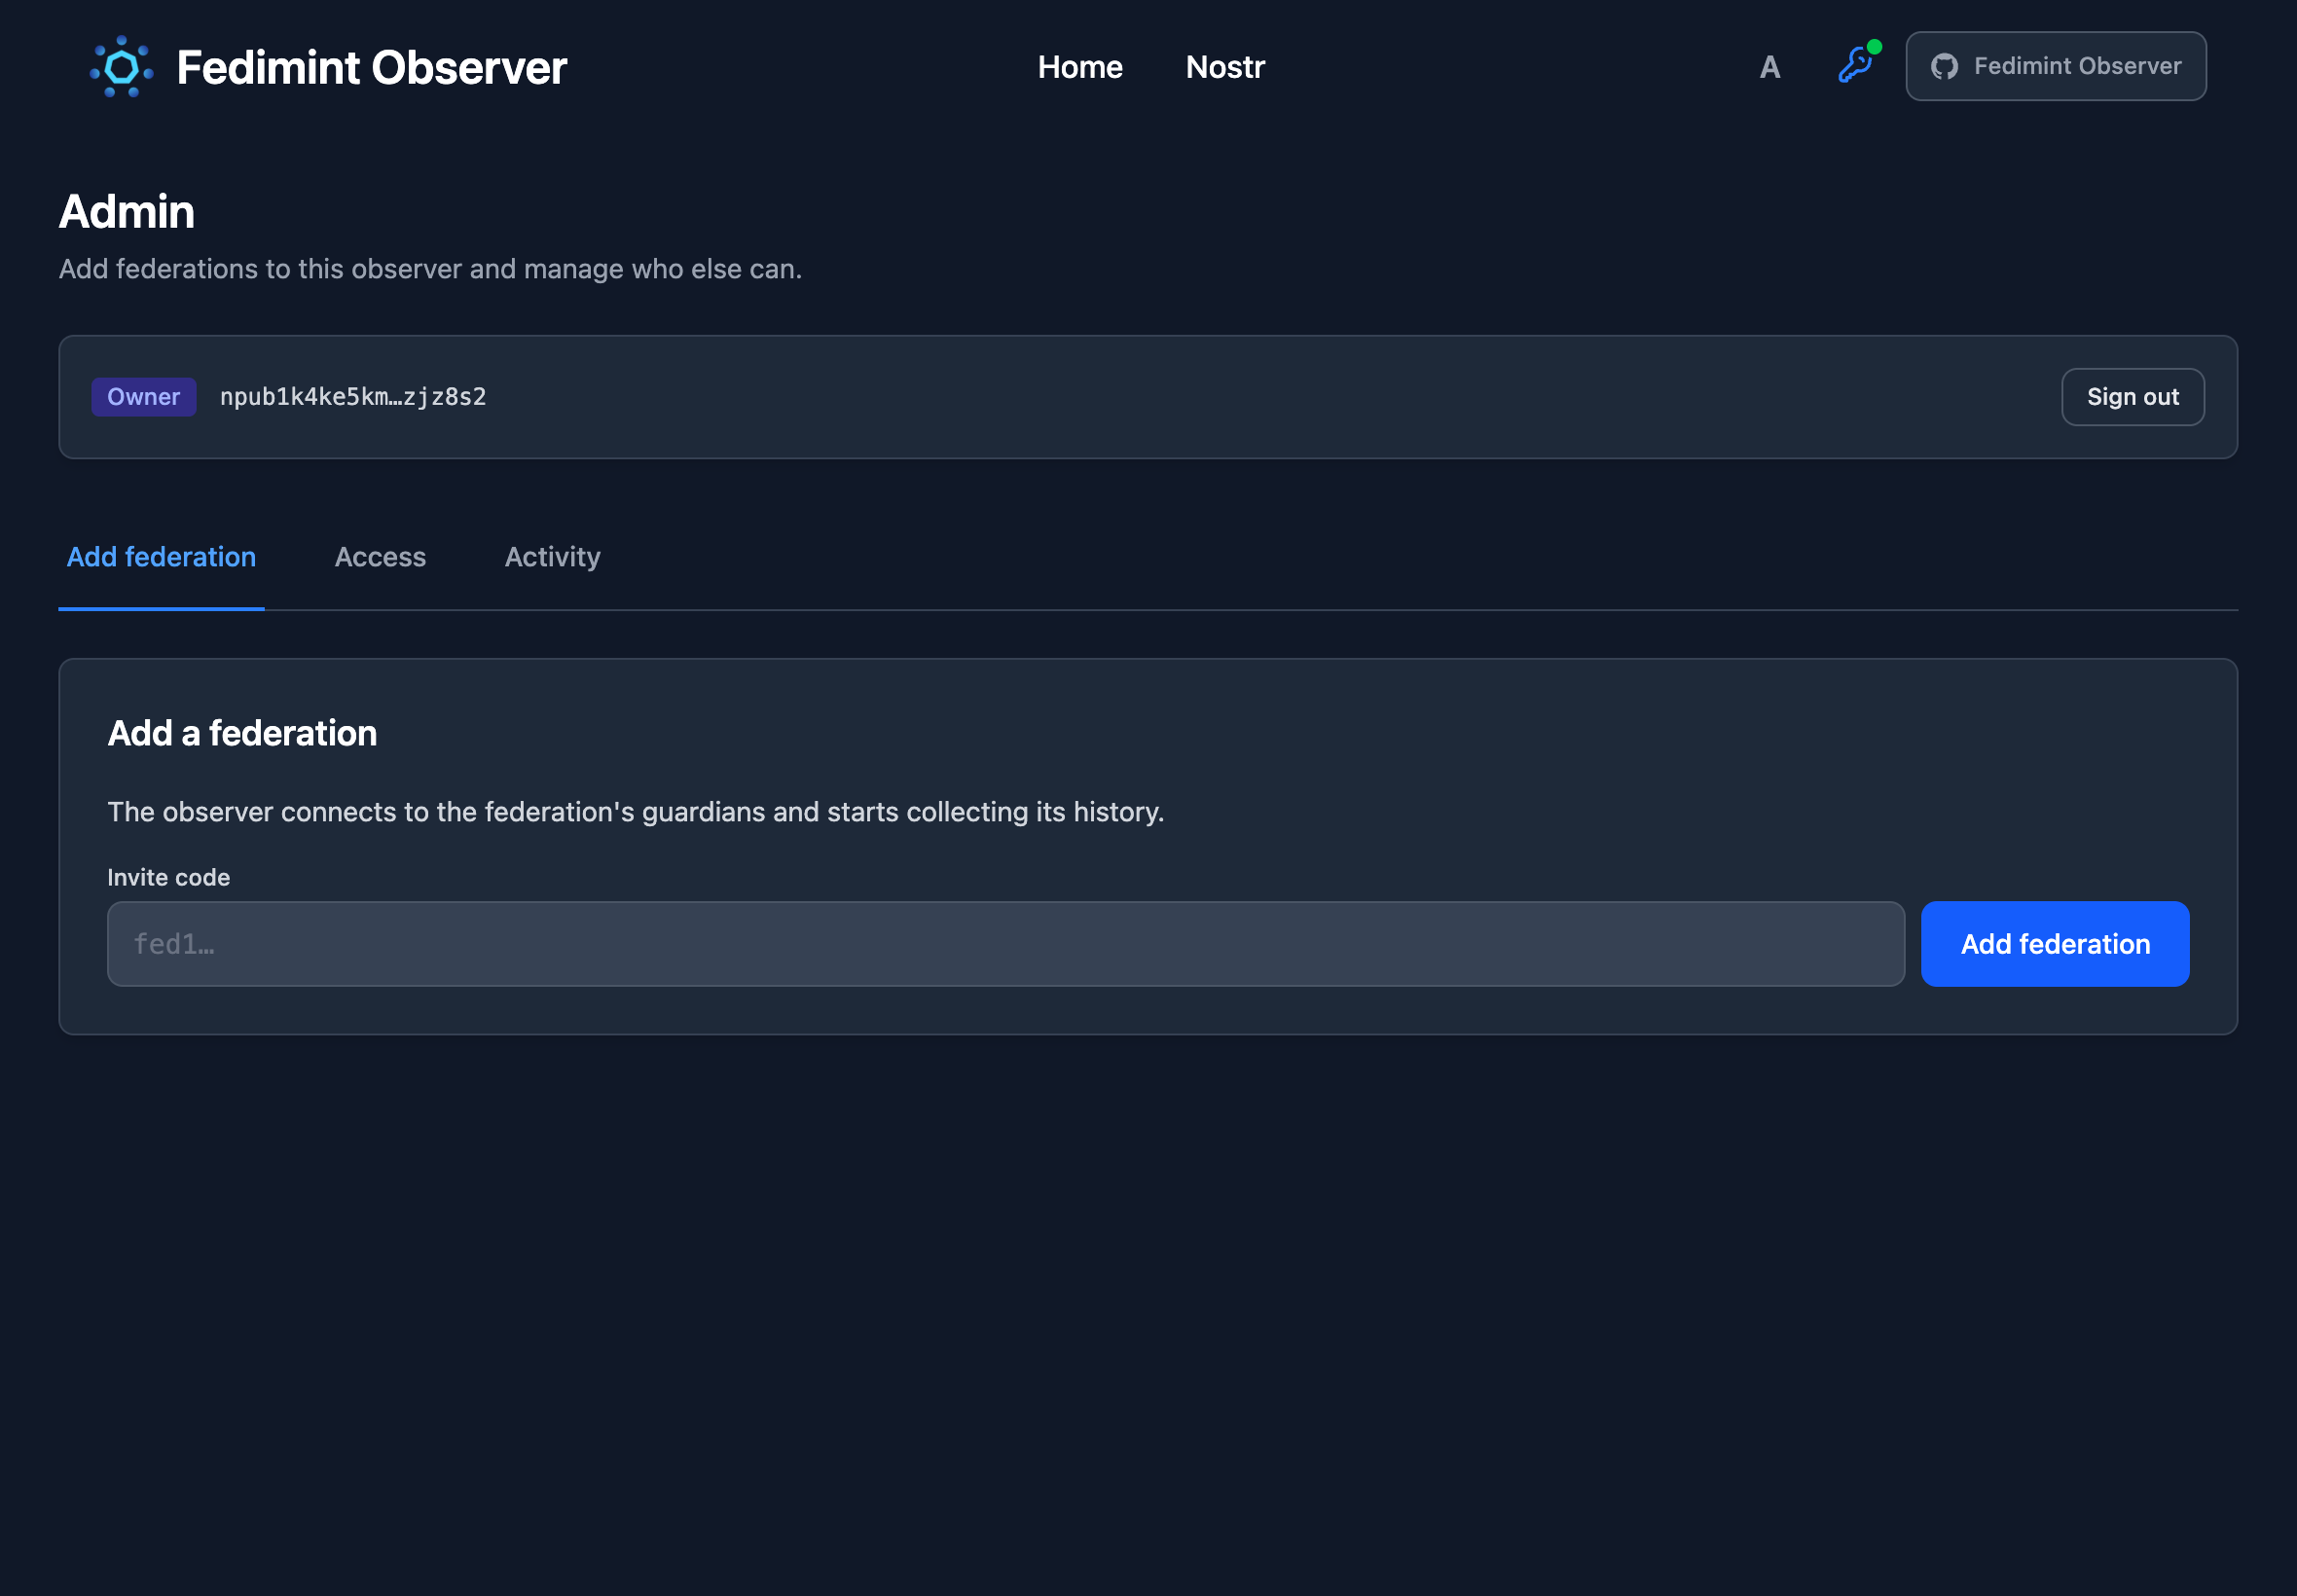 Fedimint Observer
Home
Nostr
A
Fedimint Observer
Admin
Add federations to this observer and manage who else can.
Owner
npub1k4ke5km…zjz8s2
Sign out
Add federation
Access
Activity
Add a federation
The observer connects to the federation's guardians and starts collecting its history.
Invite code
fed1…
Add federation